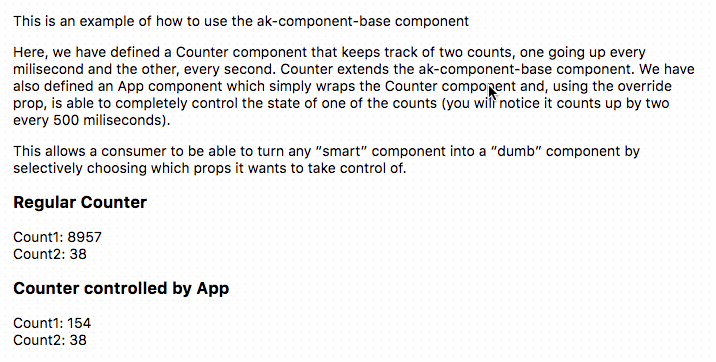 This is an example of how to use the ak-component-base component
Here, we have defined a Counter component that keeps track of two counts, one going up every
milisecond and the other, every second. Counter extends the ak-component-base component. We have
also defined an App component which simply wraps the Counter component and, using the override
prop, is able to completely control the state of one of the counts (you will notice it counts up by two
every 500 miliseconds).
This allows a consumer to be able to turn any “smart” component into a “dumb” component by
selectively choosing which props it wants to take control of.
Regular Counter
Count1: 8957
Count2: 38
Counter controlled by App
Count1: 154
Count2: 38